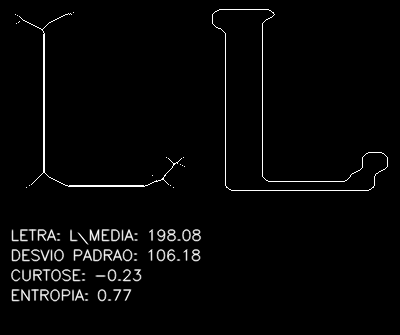 L L
LETRA: L\MEDIA: 198.08
DESVIO PADRAO: 106.18
CURTOSE: -0.23
ENTROPIA: 0.77